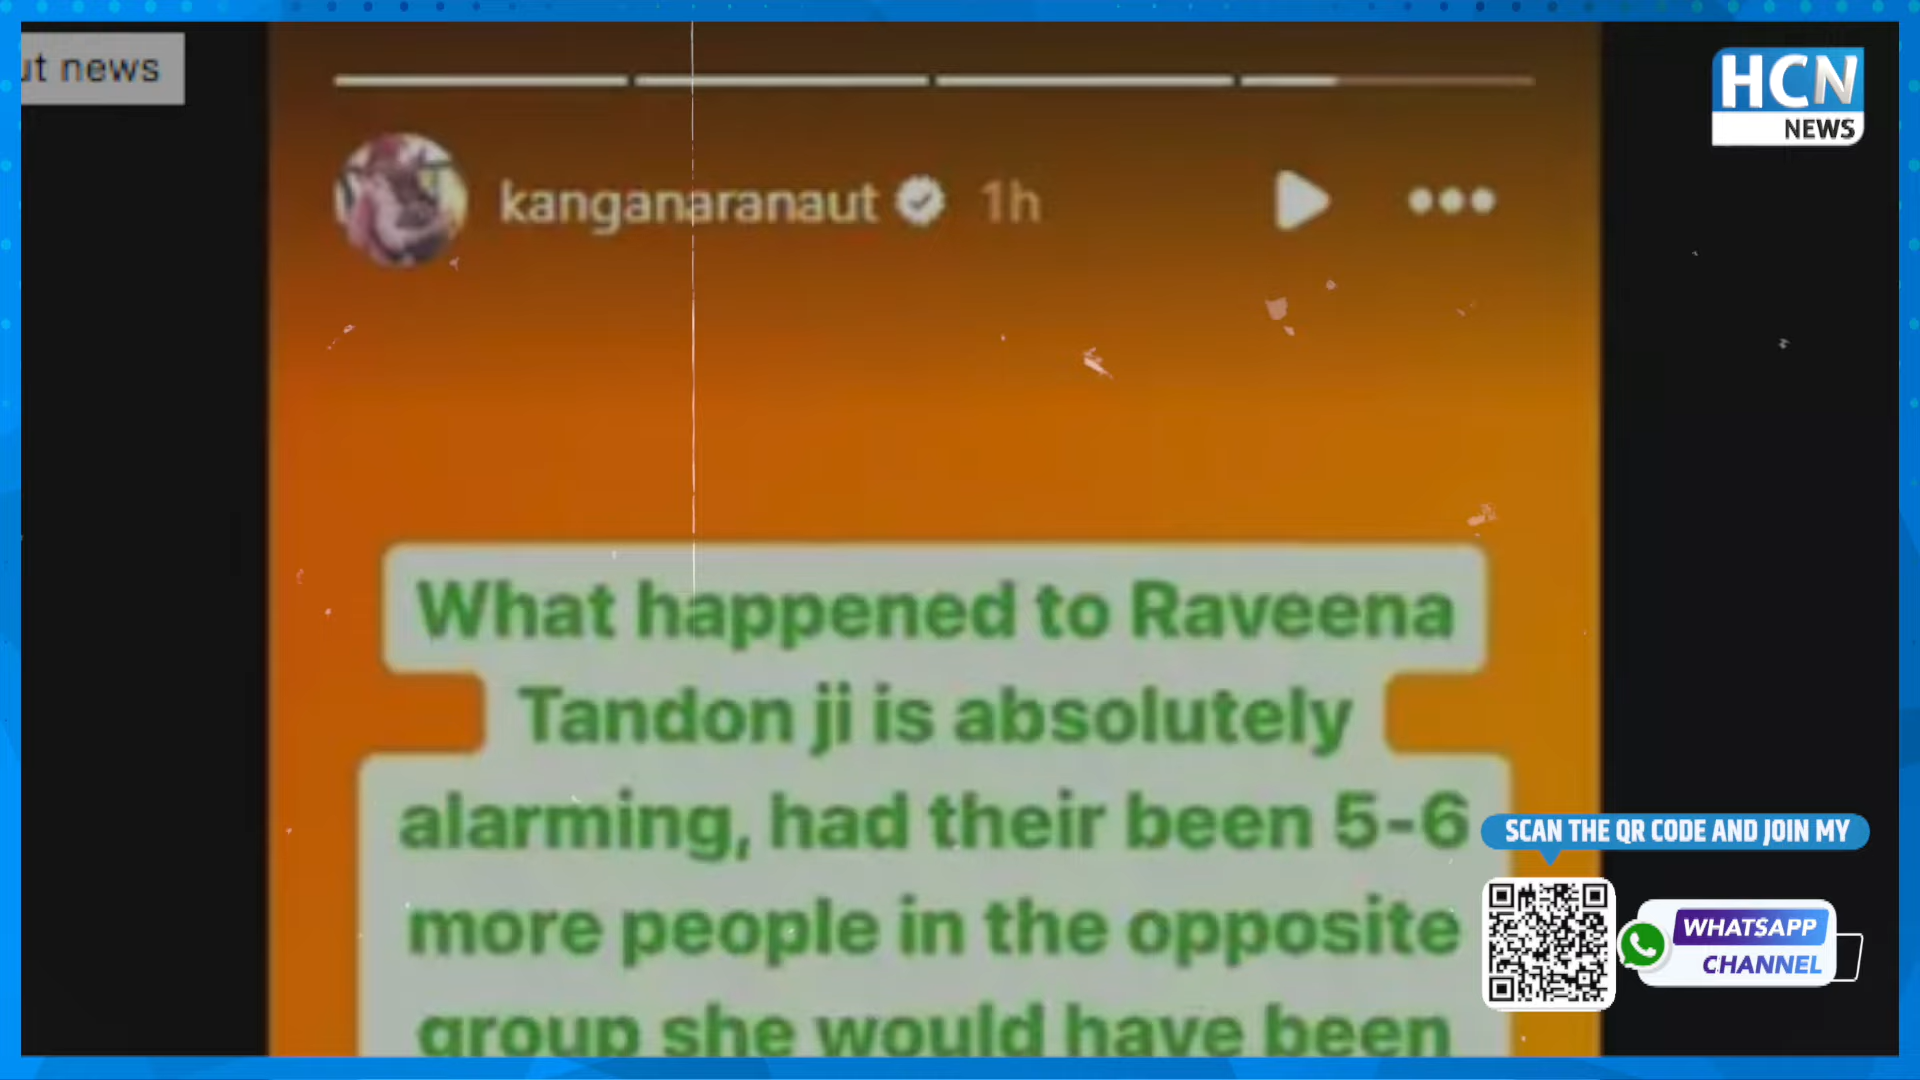 ut news
HCN
NEWS
kanganaranaut 1h
What happened to Raveena
Tandon ji is absolutely
alarming, had their been 5-6
more people in the opposite
group she would have been
SCAN THE QR CODE AND JOIN MY
WHATSAPP
CHANNEL